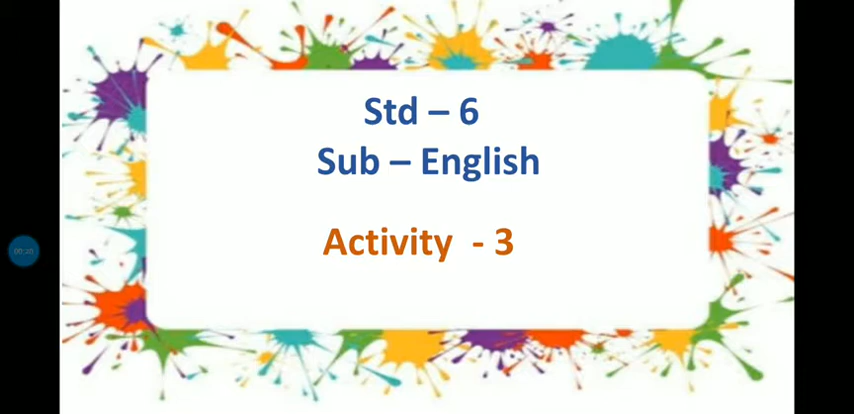 Std – 6
Sub – English
Activity - 3